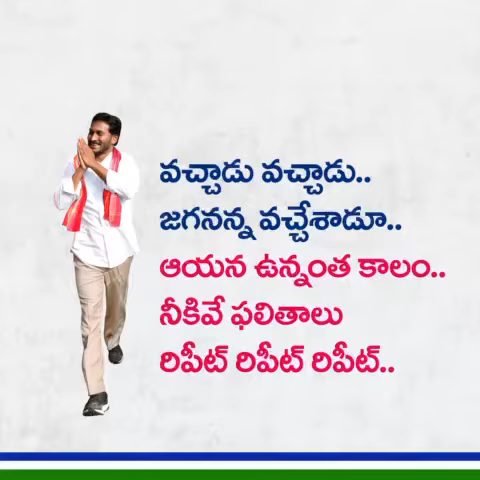 వచ్చాడు వచ్చాడు..
జగనన్న వచ్చేశాడూ..
ఆయన ఉన్నంత కాలం..
నీకివే ఫలితాలు
రిపీట్ రిపీట్ రిపీట్..